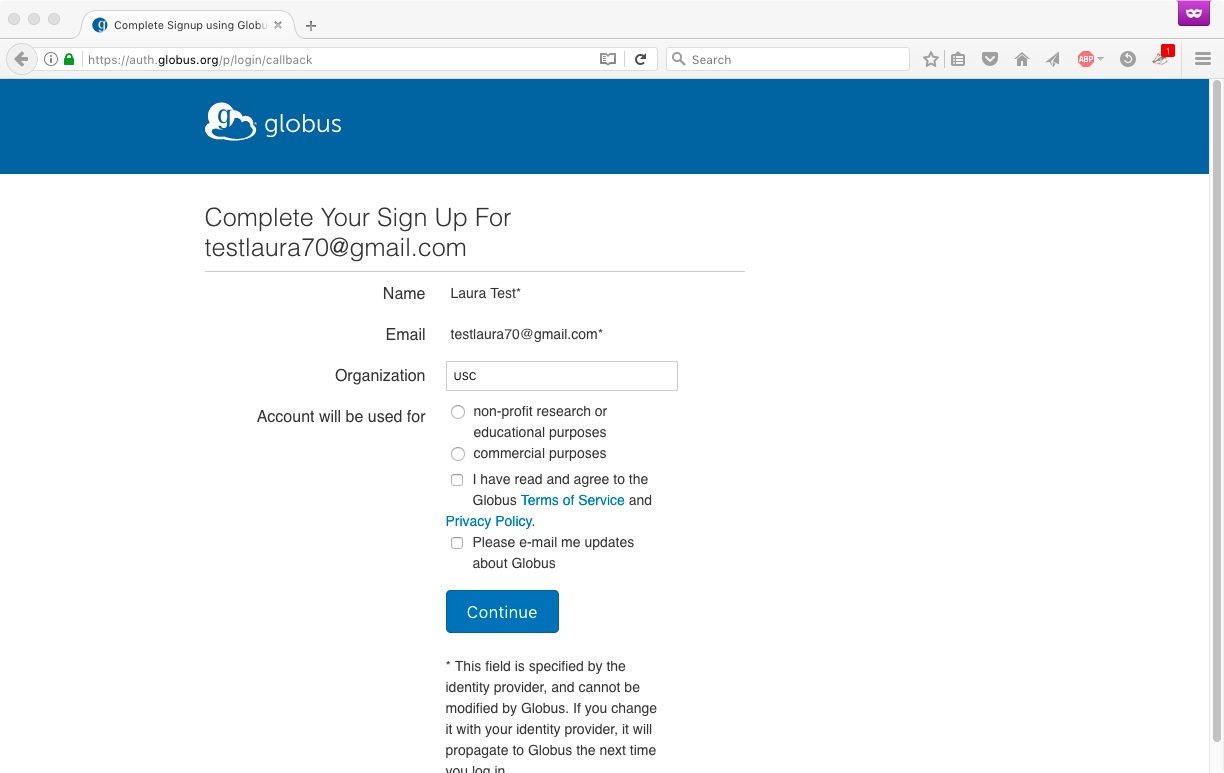 Complete Signup using Globu
https://auth.globus.org/p/login/callback
Search
ABP
1
g
globus
Complete Your Sign Up For
testlaura70@gmail.com
Name
Laura Test*
Email
testlaura70@gmail.com*
Organization
USC
Account will be used for
non-profit research or
educational purposes
commercial purposes
I have read and agree to the
Globus Terms of Service and
Privacy Policy.
Please e-mail me updates
about Globus
Continue
* This field is specified by the
identity provider, and cannot be
modified by Globus. If you change
it with your identity provider, it will
propagate to Globus the next time
you log in